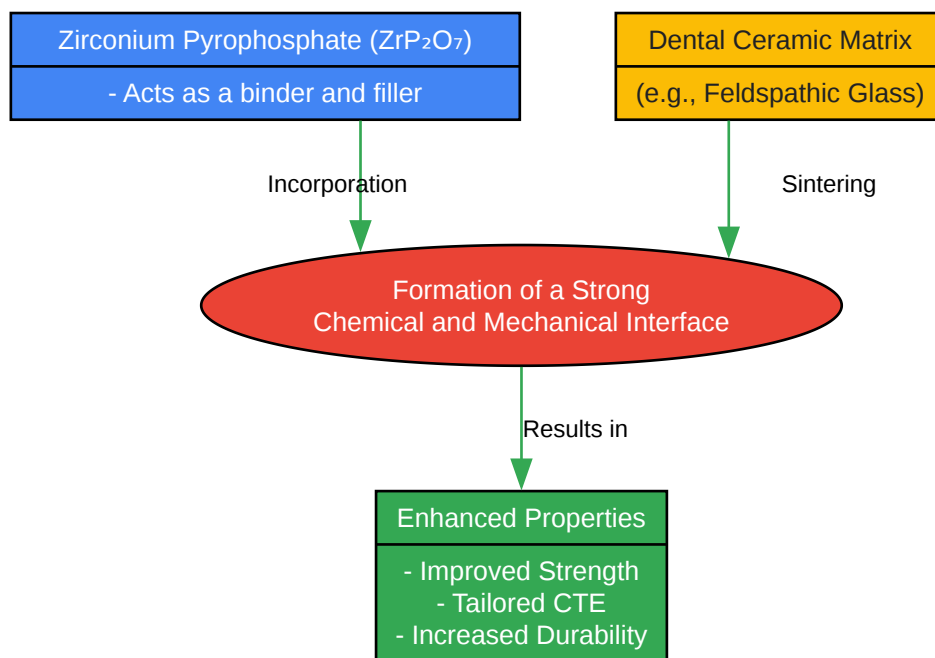 Zirconium Pyrophosphate (ZrP₂O₇)
- Acts as a binder and filler
Dental Ceramic Matrix
(e.g., Feldspathic Glass)
Incorporation
Sintering
Formation of a Strong
Chemical and Mechanical Interface
Results in
Enhanced Properties
- Improved Strength
- Tailored CTE
- Increased Durability